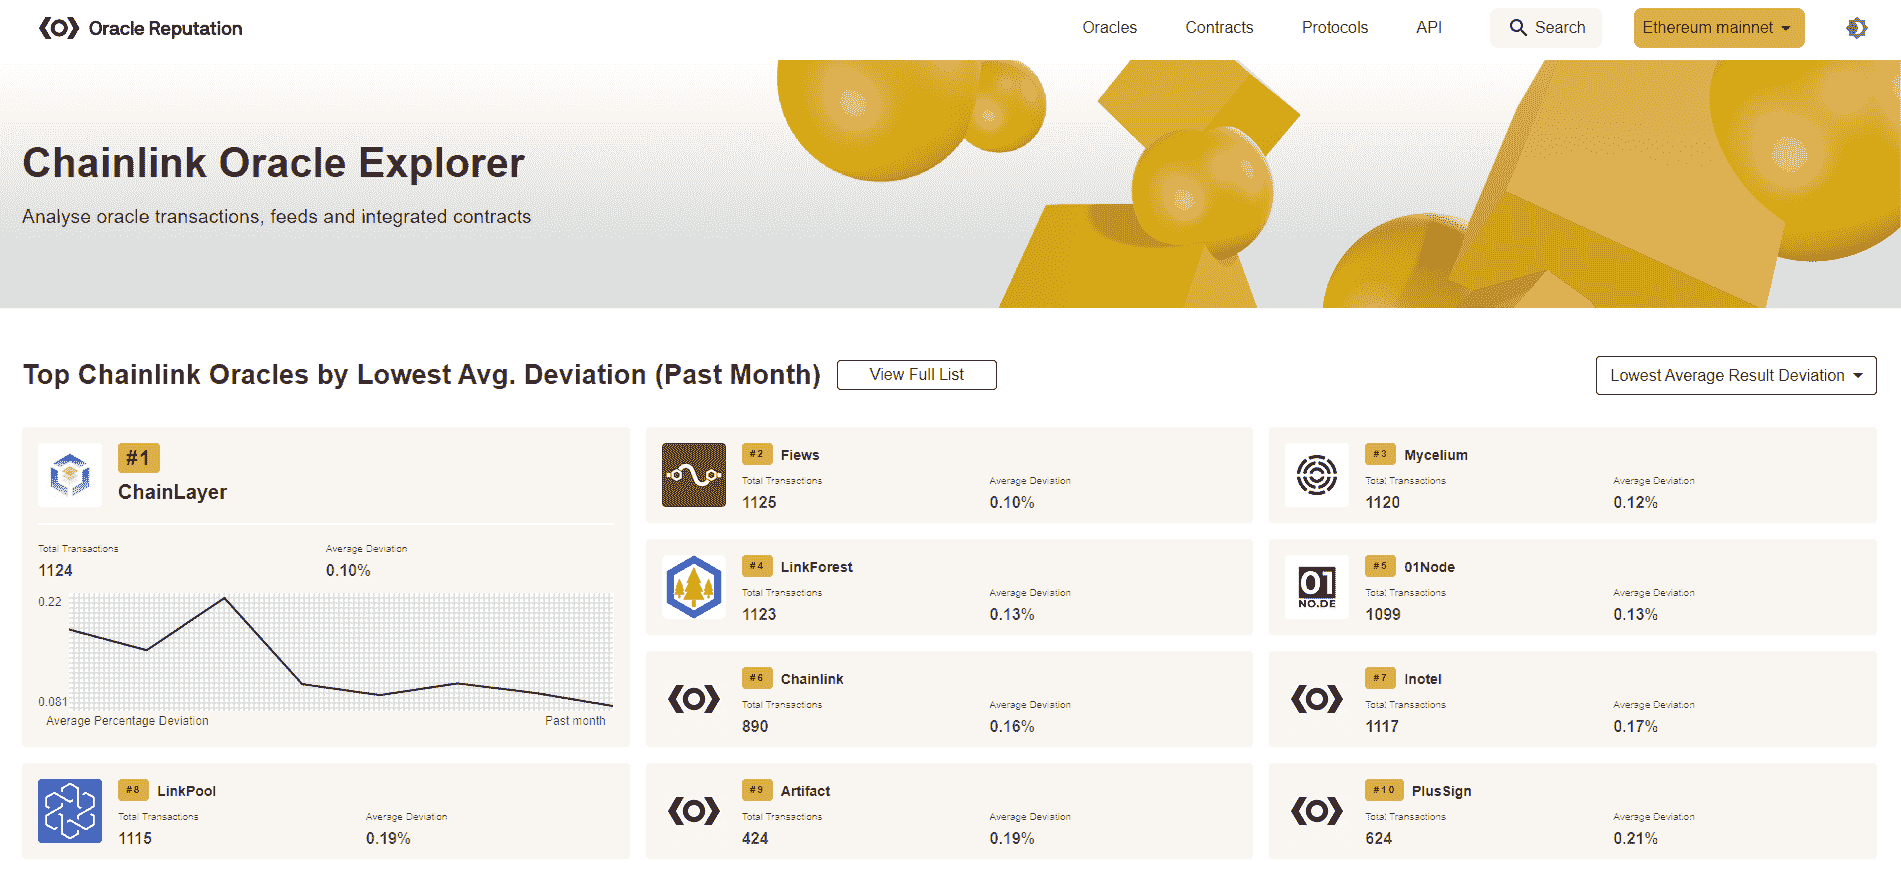 Oracle Reputation
Oracles
Contracts
Protocols
API
Search
Ethereum mainnet
Chainlink Oracle Explorer
Analyse oracle transactions, feeds and integrated contracts
Top Chainlink Oracles by Lowest Avg. Deviation (Past Month)
View Full List
Lowest Average Result Deviation
#1
ChainLayer
Total Transactions
Average Deviation
1124
0.10%
0.22
0.081
Average Percentage Deviation
Past month
#2 Fiews
Total Transactions
Average Deviation
1125
0.10%
#3 Mycelium
Total Transactions
Average Deviation
1120
0.12%
#4 LinkForest
Total Transactions
Average Deviation
1123
0.13%
01
NO.DE
#5 01Node
Total Transactions
Average Deviation
1099
0.13%
#6 Chainlink
Total Transactions
Average Deviation
890
0.16%
#7 Inotel
Total Transactions
Average Deviation
1117
0.17%
#8 LinkPool
Total Transactions
Average Deviation
1115
0.19%
#9 Artifact
Total Transactions
Average Deviation
424
0.19%
#10 PlusSign
Total Transactions
Average Deviation
624
0.21%